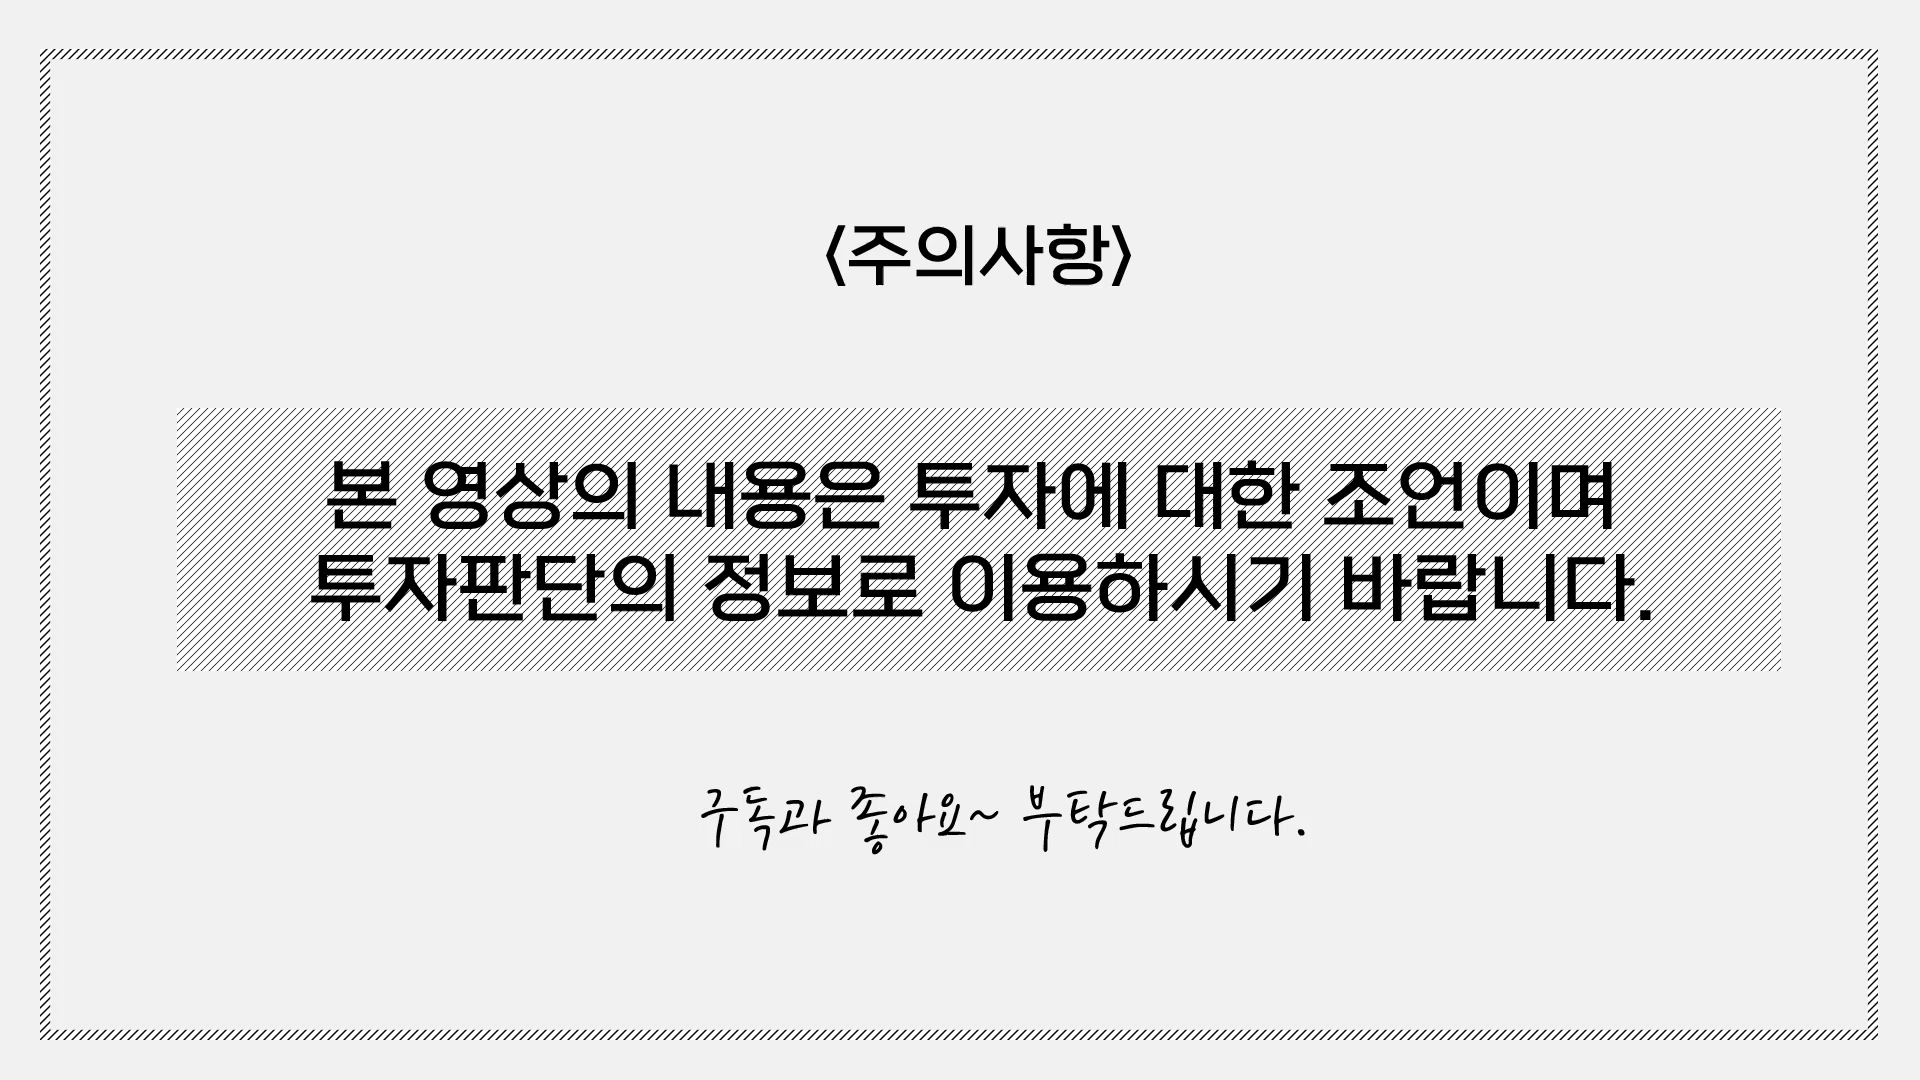 <주의사항>
본 영상의 내용은 투자에 대한 조언이며
투자판단의 정보로 이용하시기 바랍니다.
구독과 좋아요~ 부탁드립니다.